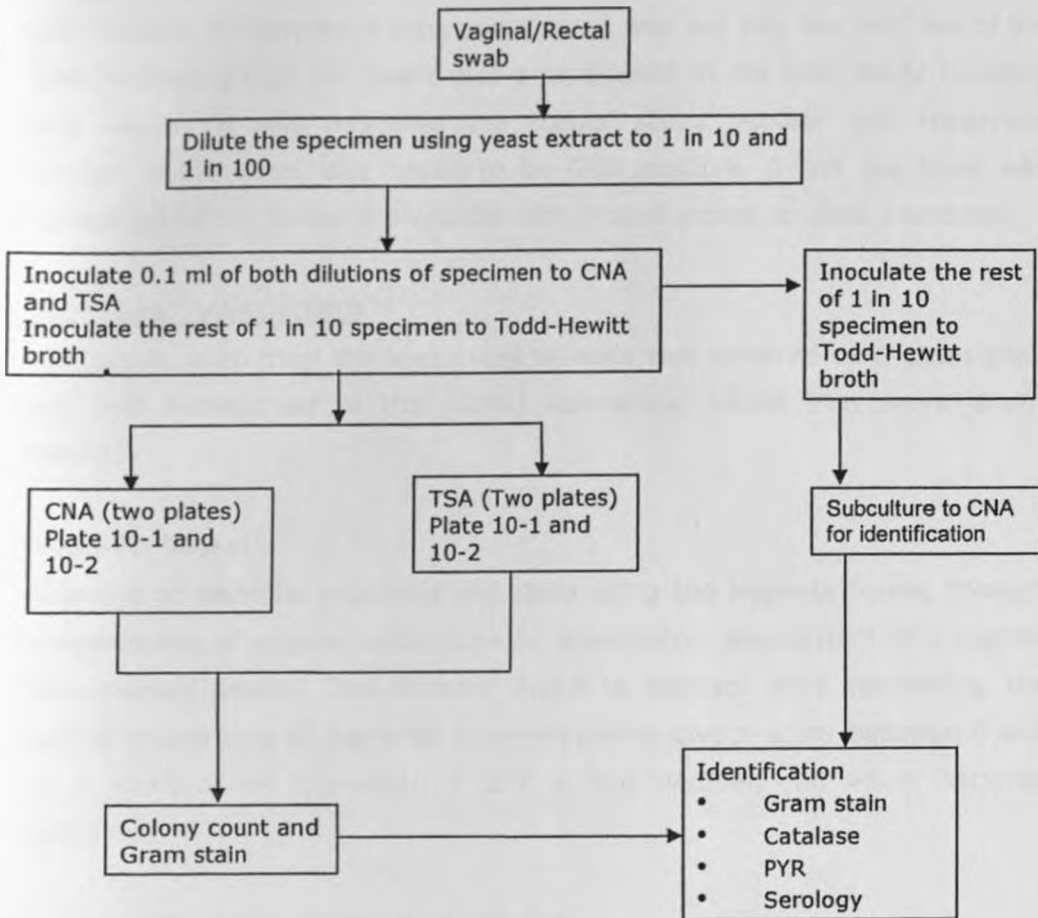 Vaginal/Rectal
swab
Dilute the specimen using yeast extract to 1 in 10 and
1 in 100
Inoculate 0.1 ml of both dilutions of specimen to CNA
and TSA
Inoculate the rest of 1 in 10 specimen to Todd-Hewitt
broth
Inoculate the rest
of 1 in 10
specimen to
Todd-Hewitt
broth
CNA (two plates)
Plate 10-1 and
10-2
TSA (Two plates)
Plate 10-1 and
10-2
Subculture to CNA
for identification
Colony count and
Gram stain
Identification
• Gram stain
• Catalase
• PYR
• Serology